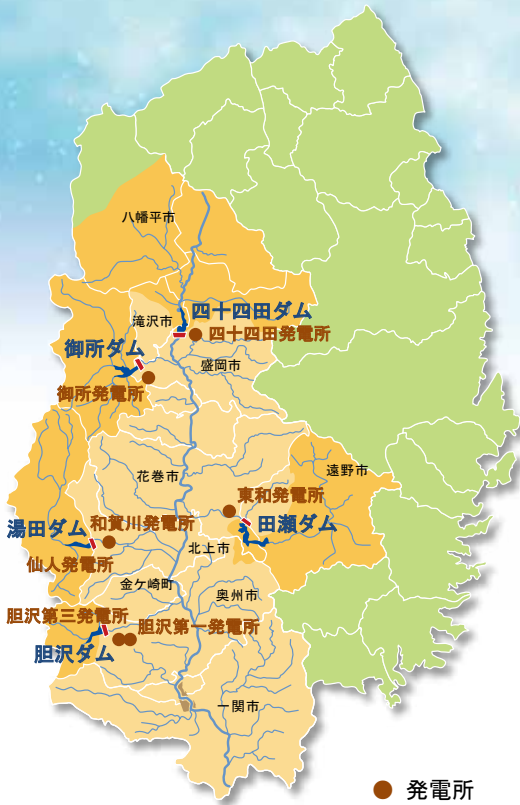 八幡平市
四十四田ダム
滝沢市
四十四田発電所
御所ダム
盛岡市
御所発電所
遠野市
花巻市
東和発電所
和賀川発電所
田瀬ダム
湯田ダム
北上市
仙人発電所
金ケ崎町
奥州市
胆沢第三発電所
胆沢第一発電所
胆沢ダム
一関市
発電所